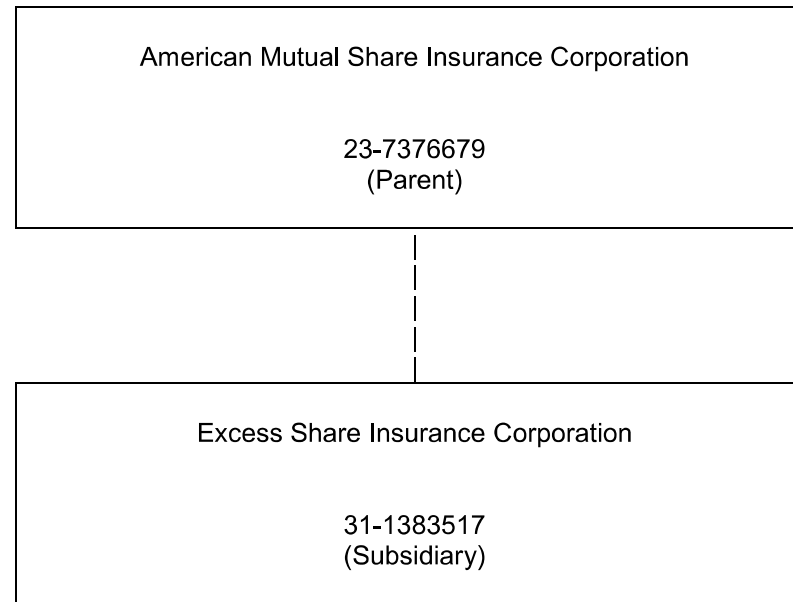 American Mutual Share Insurance Corporation
23-7376679
(Parent)
Excess Share Insurance Corporation
31-1383517
(Subsidiary)